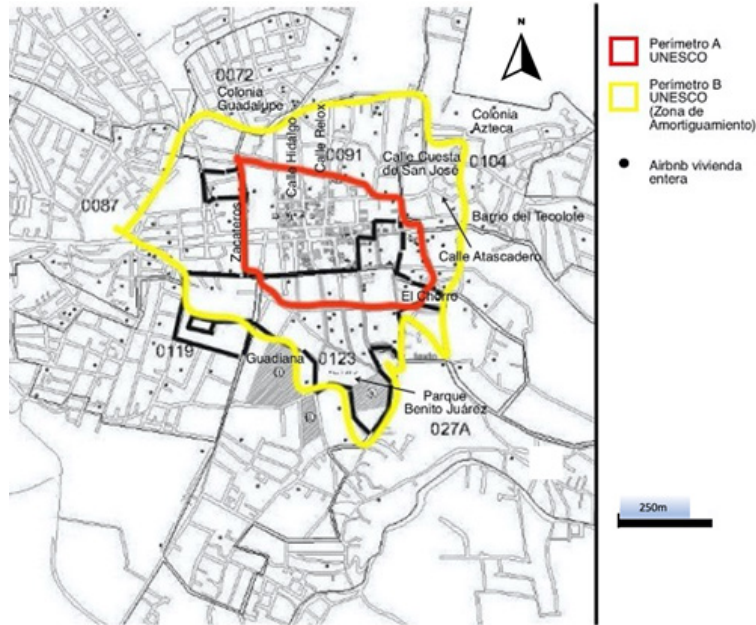 N
Perímetro A
UNESCO
Perímetro B
UNESCO
(Zona de
Amortiguamiento)
Airbnb vivienda
entera
0072
Colonia
Guadalupe
Colonia
Azteca
Calle Hidalgo
Calle Relox
0091
Calle Cuesta
de San José
0104
0087
Zacateros
Barrio del Tecolote
Calle Atascadero
El Chorro
0119
Guadiana
0123
Parque
Benito Juárez
027A
250m